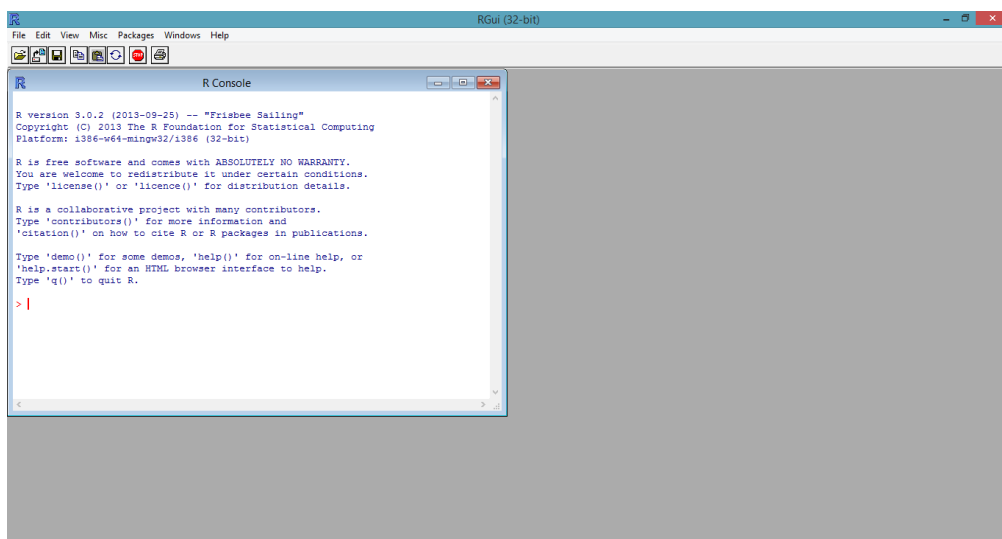 RGui (32-bit)
File Edit View Misc Packages Windows Help
STOP
R Console
R version 3.0.2 (2013-09-25) -- "Frisbee Sailing"
Copyright (C) 2013 The R Foundation for Statistical Computing
Platform: i386-w64-mingw32/i386 (32-bit)
R is free software and comes with ABSOLUTELY NO WARRANTY.
You are welcome to redistribute it under certain conditions.
Type 'license()' or 'licence()' for distribution details.
R is a collaborative project with many contributors.
Type 'contributors()' for more information and
'citation()' on how to cite R or R packages in publications.
Type 'demo()' for some demos, 'help()' for on-line help, or
'help.start()' for an HTML browser interface to help.
Type 'q()' to quit R.
>